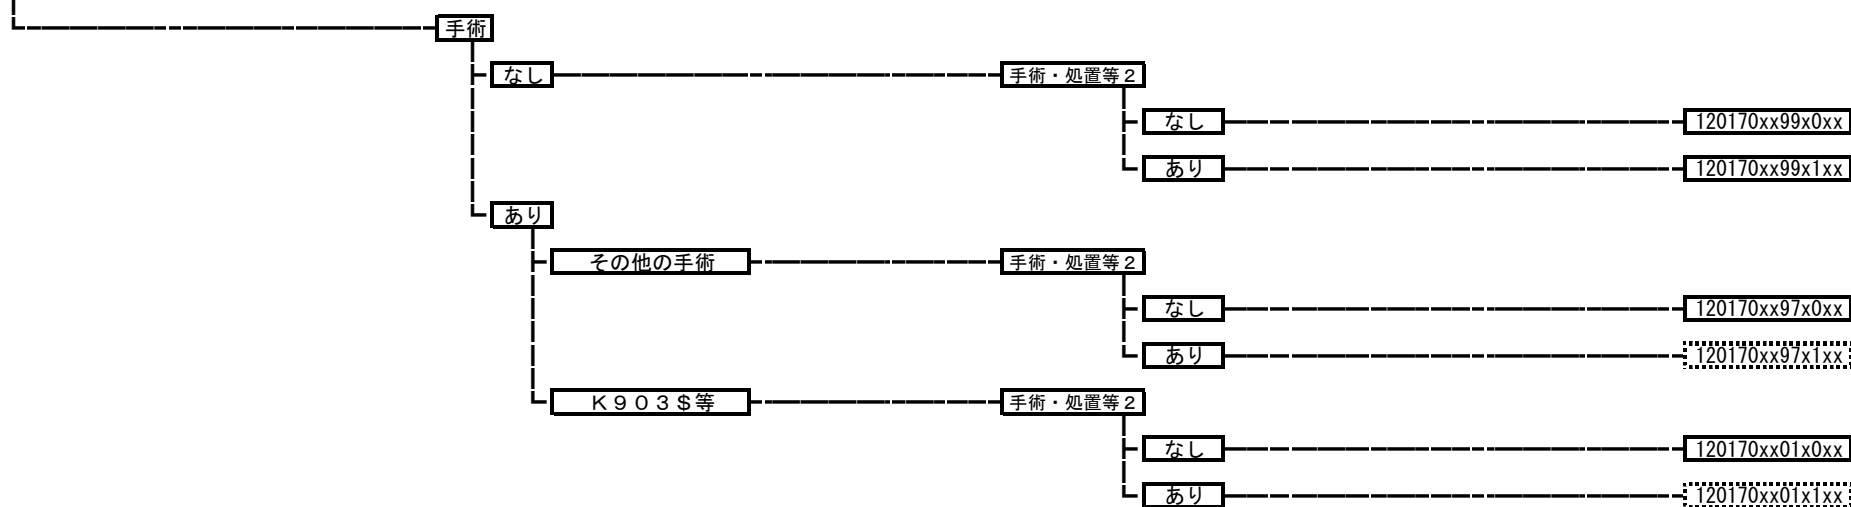 手術
なし 手術・処置等2
なし 120170xx99x0xx
あり 120170xx99x1xx
あり
その他の手術 手術・処置等2
なし 120170xx97x0xx
あり 120170xx97x1xx
K903$等 手術・処置等2
なし 120170xx01x0xx
あり 120170xx01x1xx